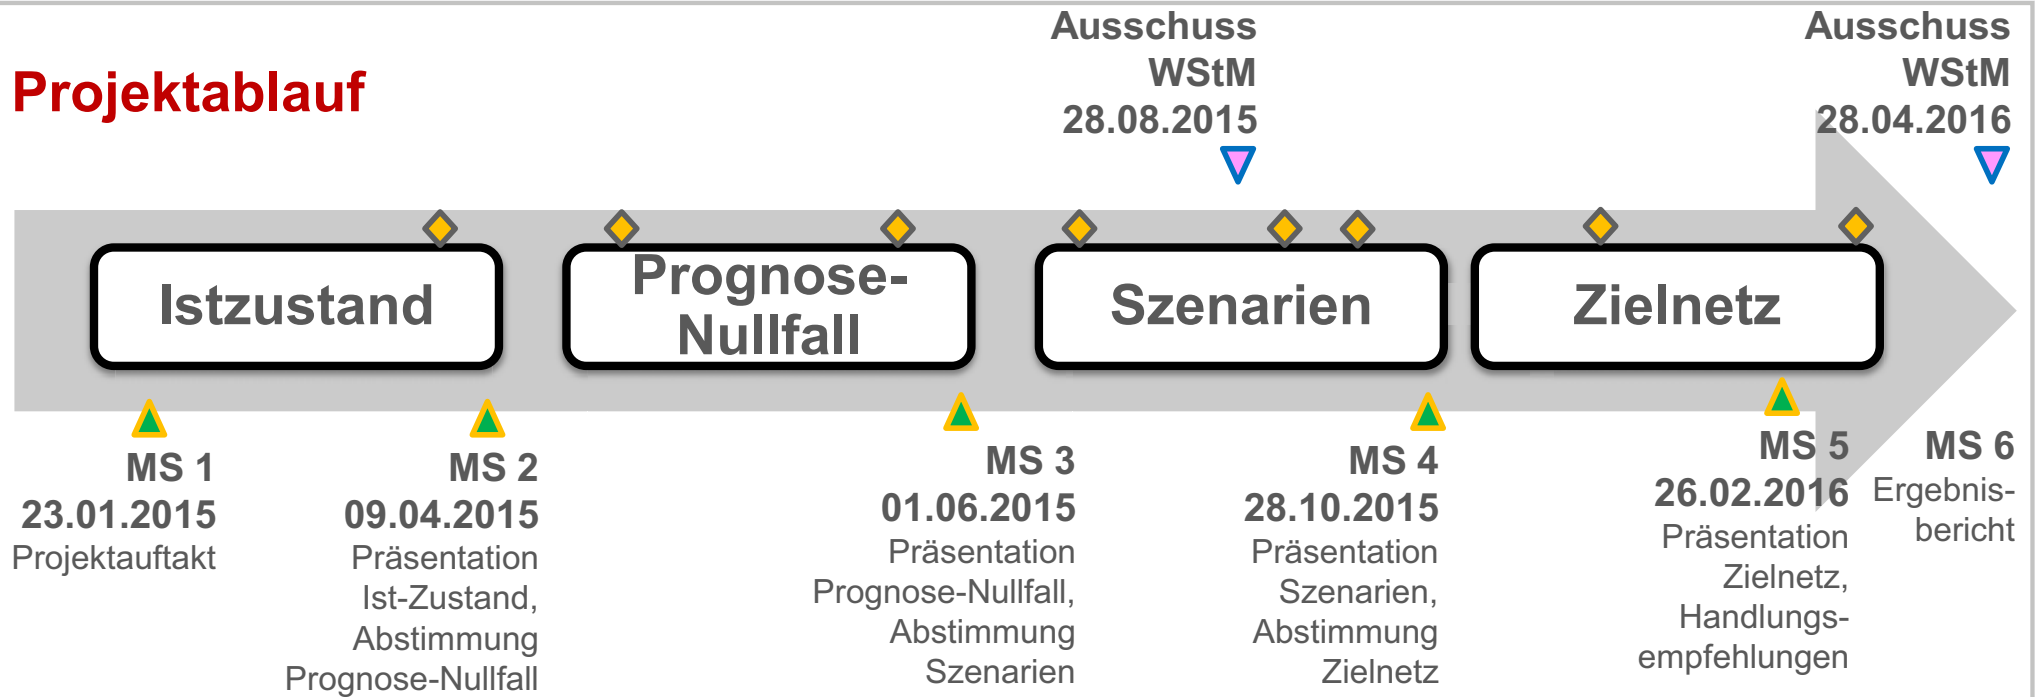 Projektablauf
Ausschuss
WStM
28.08.2015
Ausschuss
WStM
28.04.2016
Istzustand
Prognose-
Nullfall
Szenarien
Zielnetz
MS 1
23.01.2015
Projektauftakt
MS 2
09.04.2015
Präsentation
Ist-Zustand,
Abstimmung
Prognose-Nullfall
MS 3
01.06.2015
Präsentation
Prognose-Nullfall,
Abstimmung
Szenarien
MS 4
28.10.2015
Präsentation
Szenarien,
Abstimmung
Zielnetz
MS 5
26.02.2016
Präsentation
Zielnetz,
Handlungs-
empfehlungen
MS 6
Ergebnis-
bericht